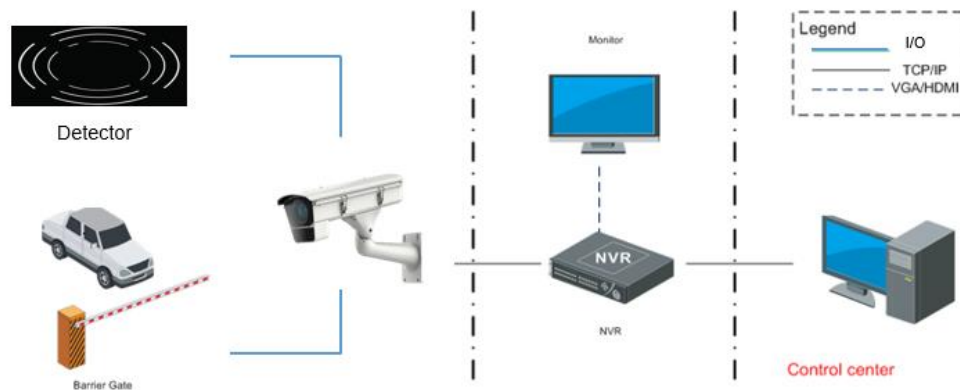 Legend
I/O
TCP/IP
VGA/HDMI
Monitor
Detector
NVR
NVR
Control center
Barrier Gate